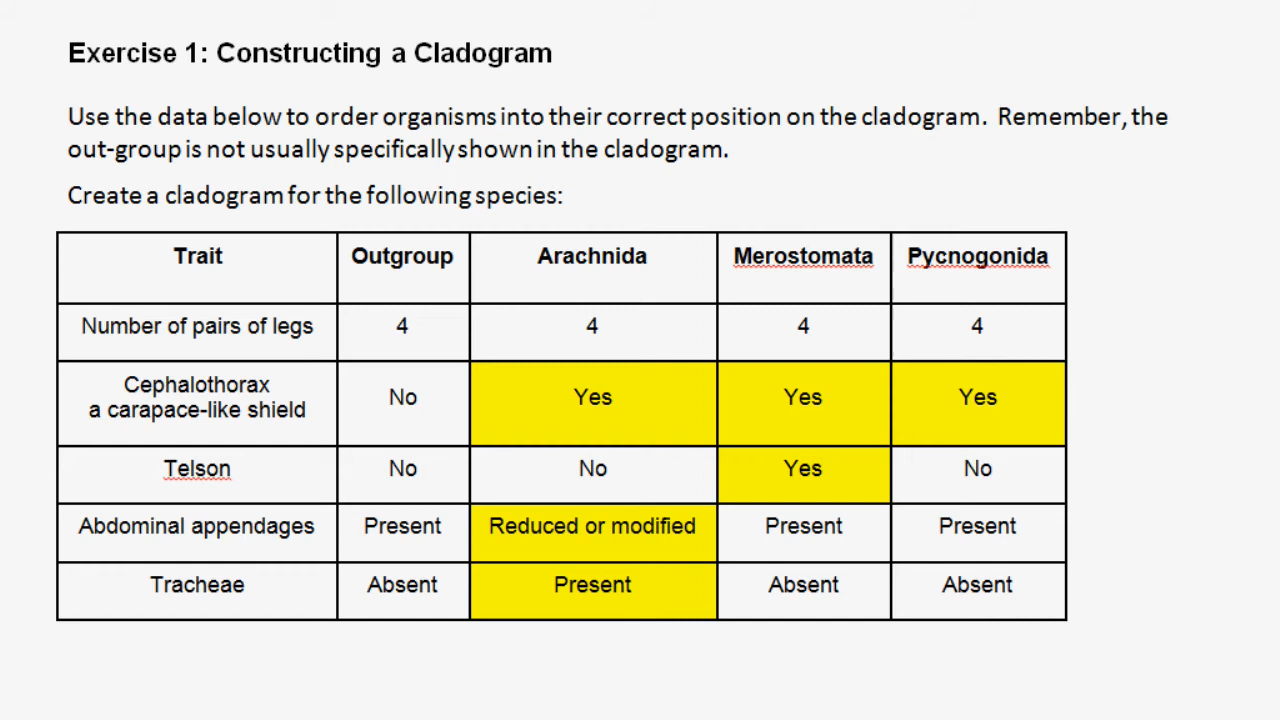 Exercise 1: Constructing a Cladogram
Use the data below to order organisms into their correct position on the cladogram. Remember, the
out-group is not usually specifically shown in the cladogram.
Create a cladogram for the following species:
Trait Outgroup Arachnida Merostomata Pycnogonida
Number of pairs of legs 4 4 4 4
Cephalothorax
a carapace-like shield No Yes Yes Yes
Telson No No Yes No
Abdominal appendages Present Reduced or modified Present Present
Tracheae Absent Present Absent Absent